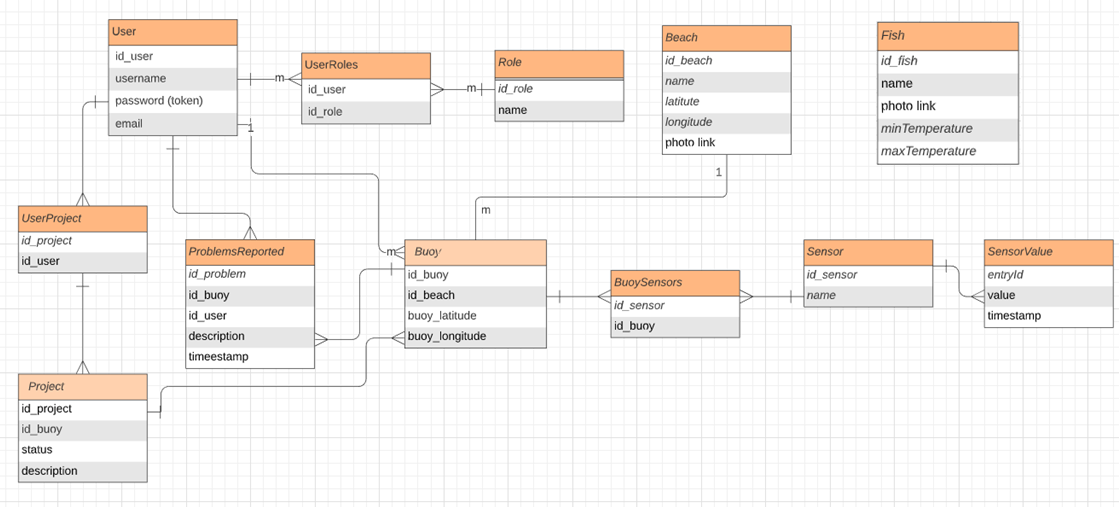 User
id_user
username
password (token)
email
UserRoles
id_user
id_role
Role
id_role
name
Beach
id_beach
name
latitute
longitude
photo link
Fish
id_fish
name
photo link
minTemperature
maxTemperature
m
m
1
1
m
m
UserProject
id_project
id_user
ProblemsReported
id_problem
id_buoy
id_user
description
timeestamp
Buoy
id_buoy
id_beach
buoy_latitude
buoy_longitude
BuoySensors
id_sensor
id_buoy
Sensor
id_sensor
name
SensorValue
entryId
value
timestamp
Project
id_project
id_buoy
status
description